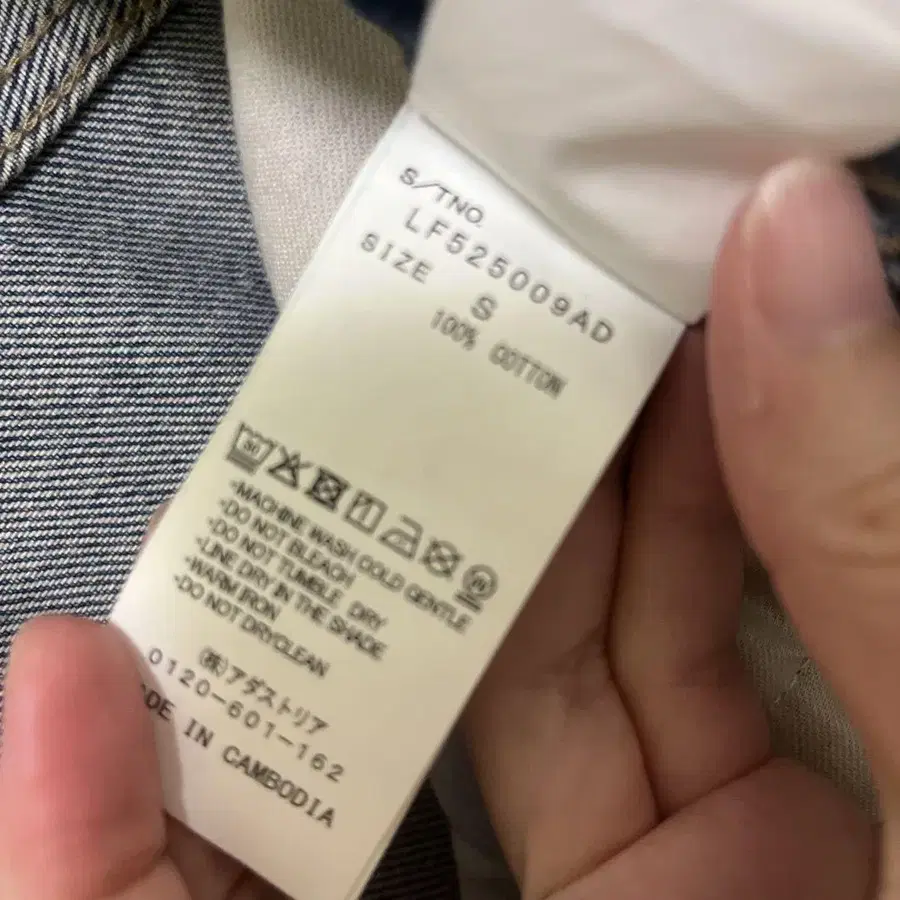 S/TNO.
LF525009AD
SIZE S
100% COTTON
30
W
-MACHINE WASH COLD GENTLE
-DO NOT BLEACH
-DO NOT TUMBLE DRY
-LINE DRY IN THE SHADE
-WARM IRON
-DO NOT DRYCLEAN
㈱アダストリア
0120-601-162
ADE IN CAMBODIA